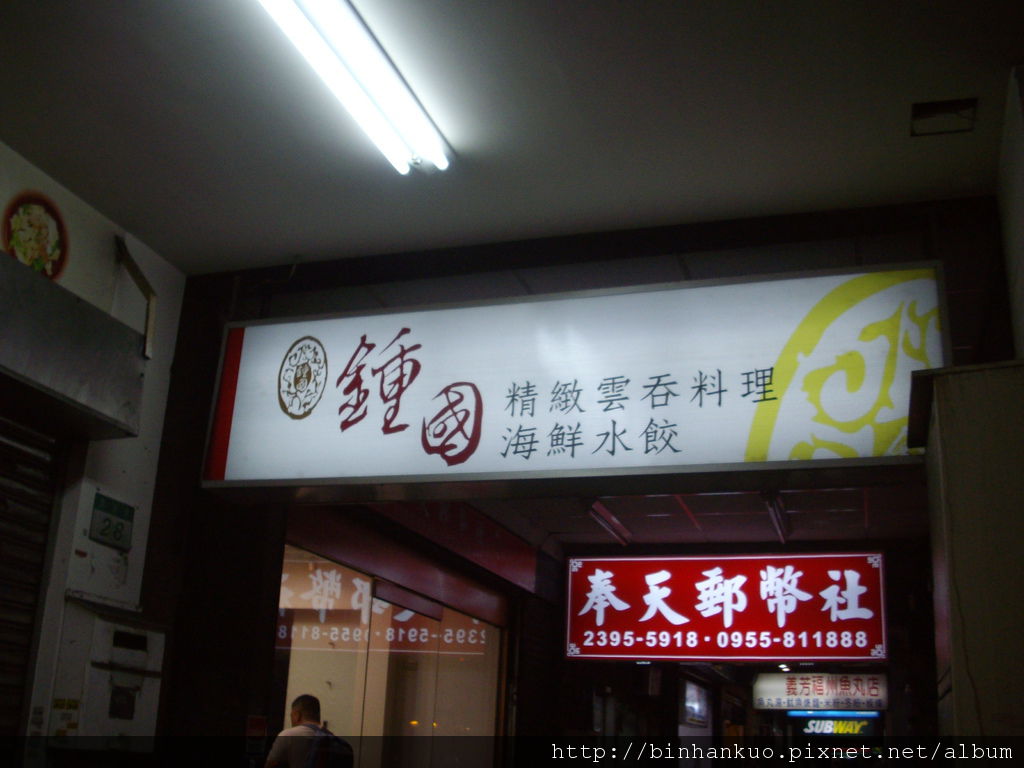 鍾國
精緻雲吞料理
海鮮水餃
28
奉天郵幣社
2395-5918·0955-811888
義芳福州魚丸店
SUBWAY
http://binhankuo.pixnet.net/album